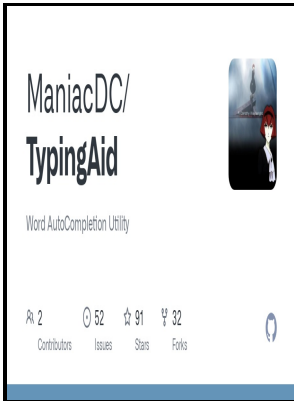 ManiacDC/
TypingAid
Word AutoCompletion Utility
2
Contributors
52
Issues
91
Stars
32
Forks